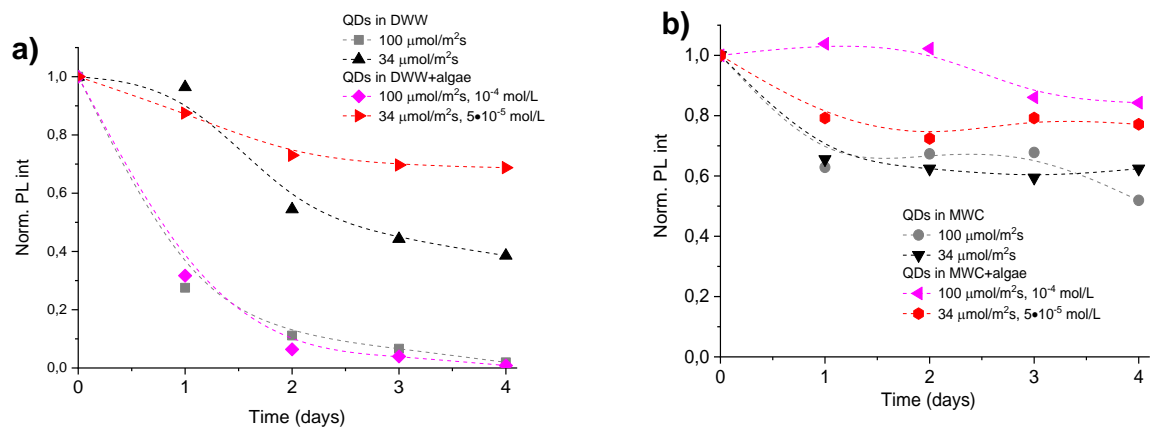 a)
Norm. PL int
1,0
0,8
0,6
0,4
0,2
0,0
0
1
2
3
4
Time (days)
QDs in DWW
100 μmol/m²s
34 μmol/m²s
QDs in DWW+algae
100 μmol/m²s, 10⁻⁴ mol/L
34 μmol/m²s, 5•10⁻⁵ mol/L
b)
Norm. PL int
1,0
0,8
0,6
0,4
0,2
0,0
0
1
2
3
4
Time (days)
QDs in MWC
100 μmol/m²s
34 μmol/m²s
QDs in MWC+algae
100 μmol/m²s, 10⁻⁴ mol/L
34 μmol/m²s, 5•10⁻⁵ mol/L